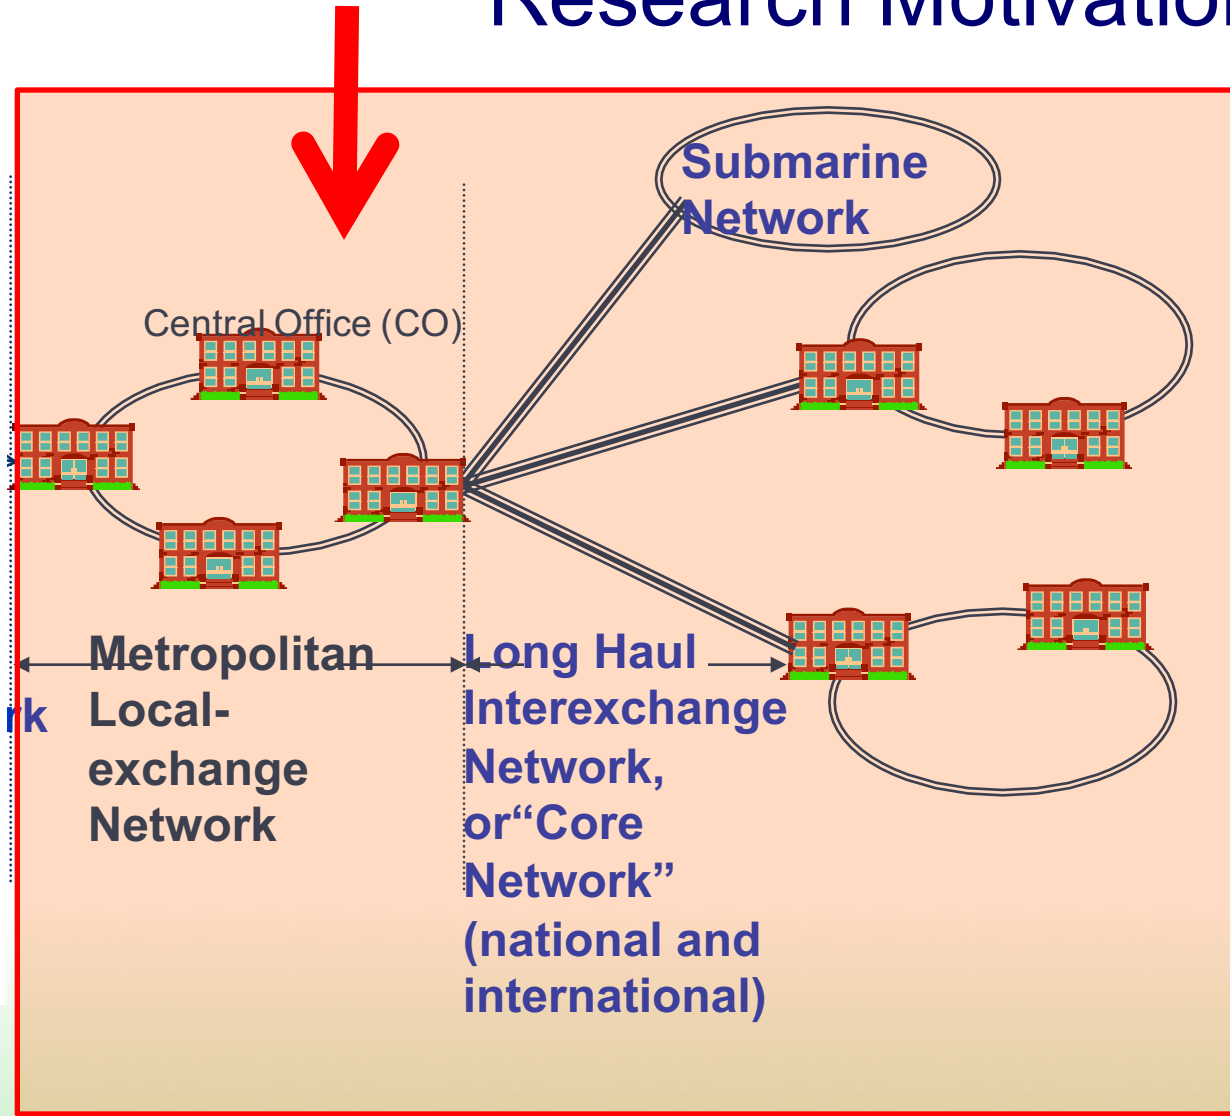 Research Motivation
Submarine
Network
Central Office (CO)
Metropolitan
Local-
exchange
Network
Long Haul
Interexchange
Network,
or“Core
Network”
(national and
international)
rk